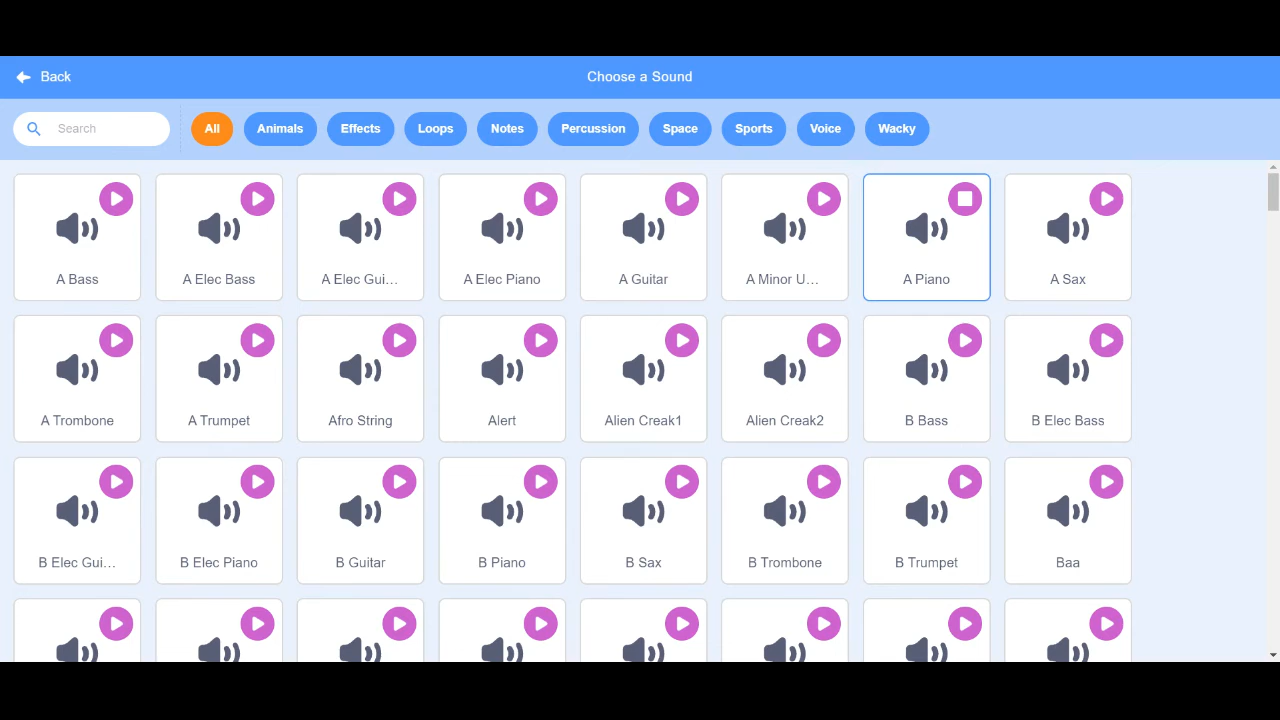 Back
Choose a Sound
Search
All
Animals
Effects
Loops
Notes
Percussion
Space
Sports
Voice
Wacky
A Bass
A Elec Bass
A Elec Gui...
A Elec Piano
A Guitar
A Minor U...
A Piano
A Sax
A Trombone
A Trumpet
Afro String
Alert
Alien Creak1
Alien Creak2
B Bass
B Elec Bass
B Elec Gui...
B Elec Piano
B Guitar
B Piano
B Sax
B Trombone
B Trumpet
Baa